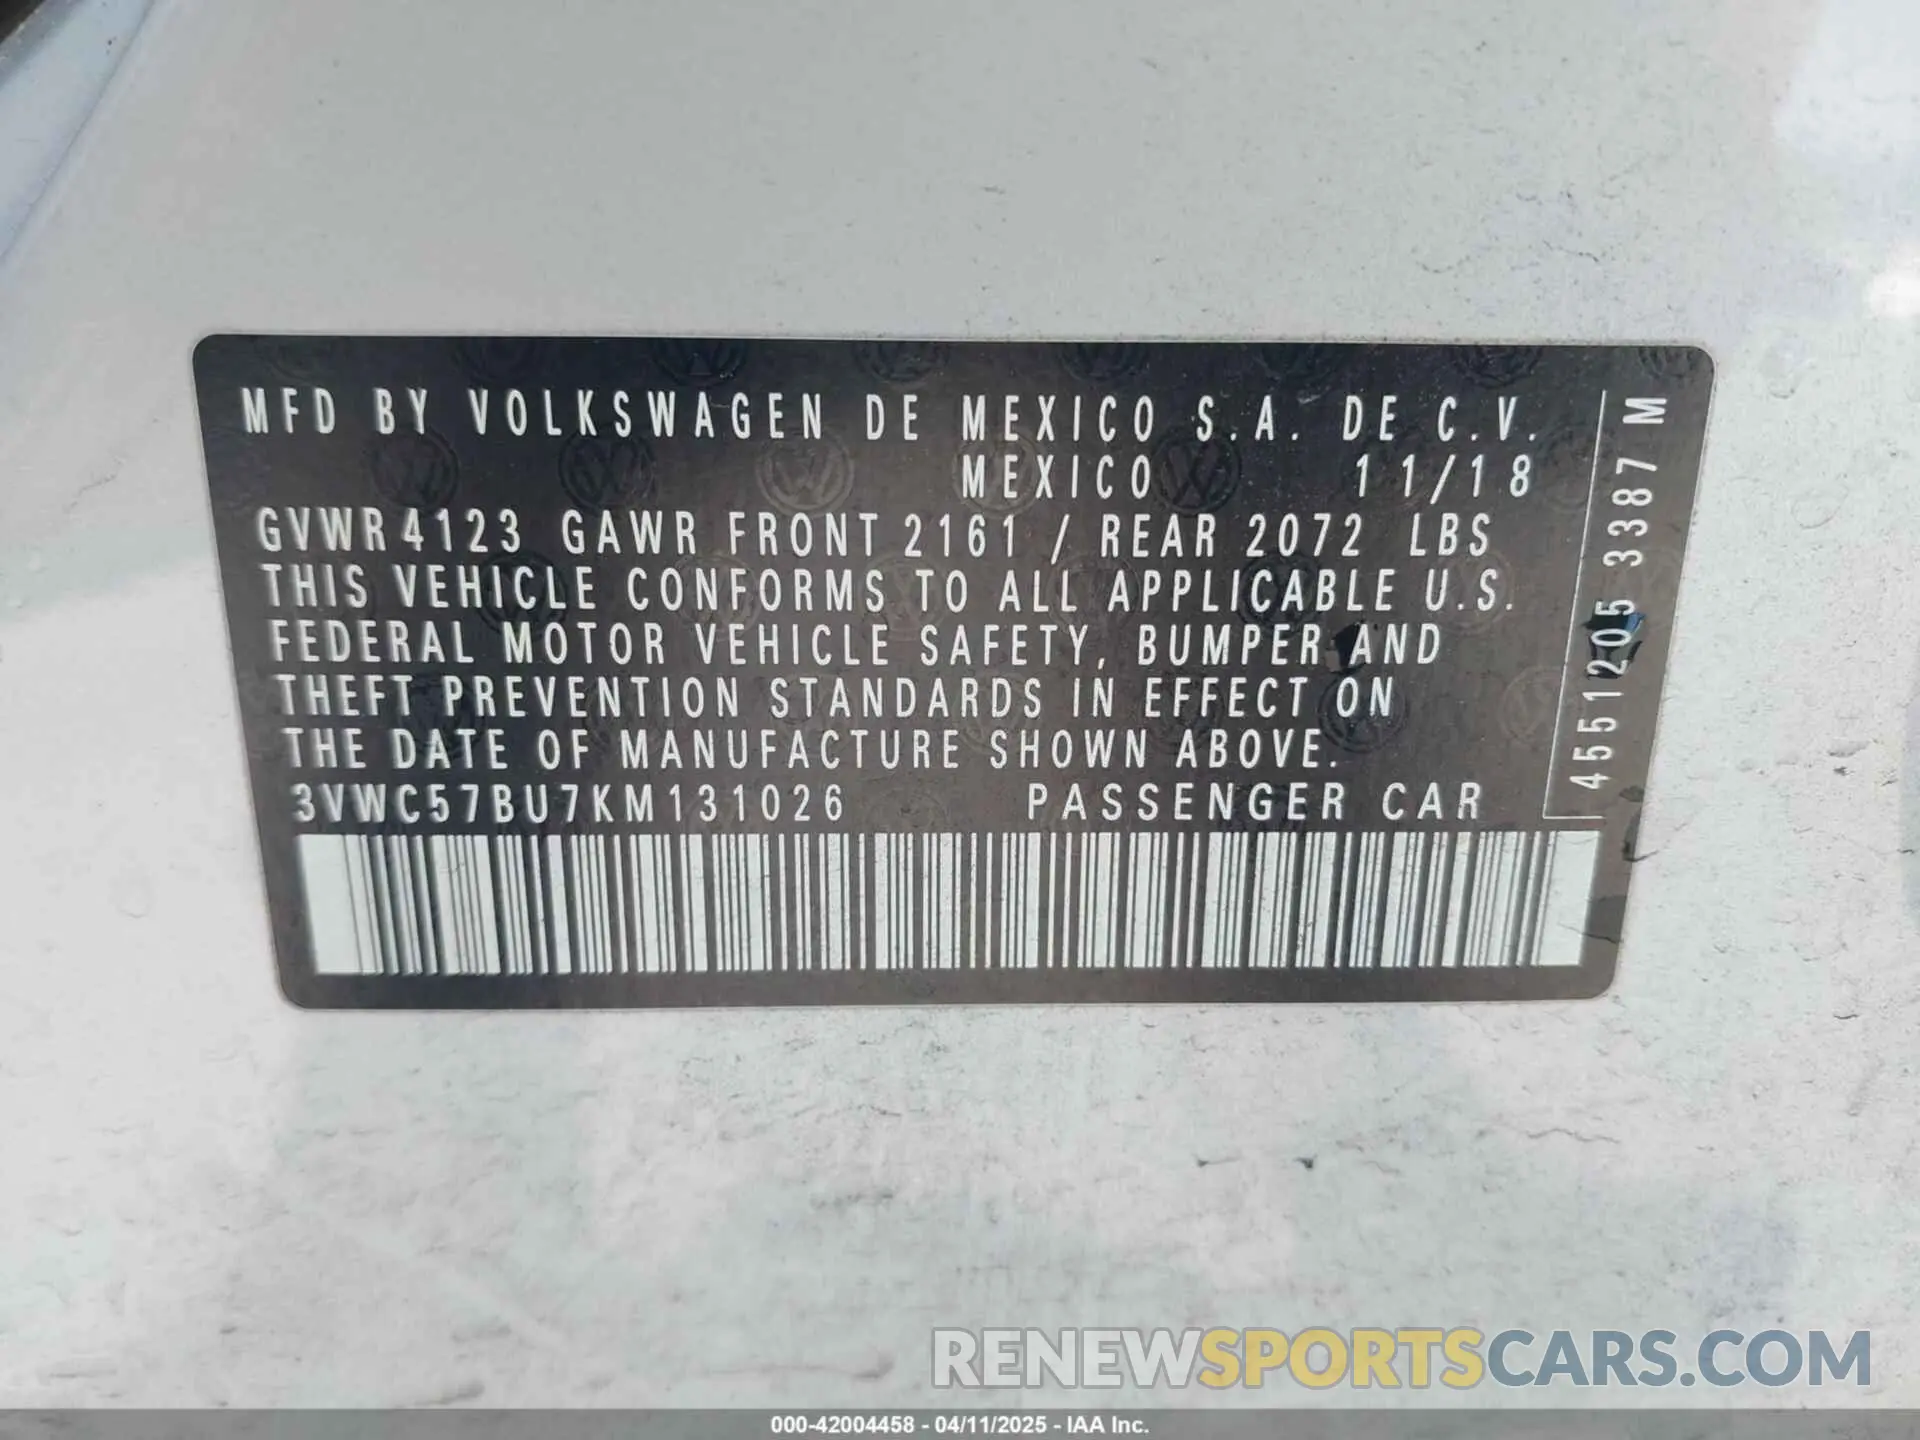 MFD BY VOLKSWAGEN DE MEXICO S.A. DE C.V.
MEXICO 11/18
GVWR 4123 GAWR FRONT 2161 / REAR 2072 LBS
THIS VEHICLE CONFORMS TO ALL APPLICABLE U.S.
FEDERAL MOTOR VEHICLE SAFETY, BUMPER AND
THEFT PREVENTION STANDARDS IN EFFECT ON
THE DATE OF MANUFACTURE SHOWN ABOVE.
3VWC57BU7KM131026 PASSENGER CAR
4551205 3387 M
RENEWSPORTSCARS.COM
000-42004458 - 04/11/2025 - IAA Inc.